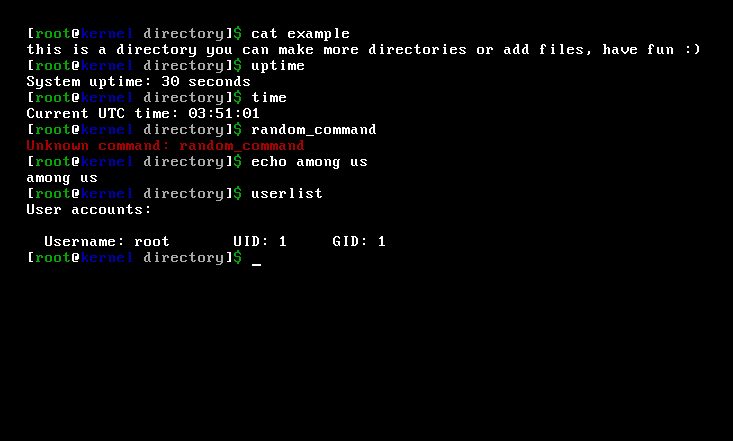 [root@kernel directory]$ cat example
this is a directory you can make more directories or add files, have fun :)
[root@kernel directory]$ uptime
System uptime: 30 seconds
[root@kernel directory]$ time
Current UTC time: 03:51:01
[root@kernel directory]$ random_command
Unknown command: random_command
[root@kernel directory]$ echo among us
among us
[root@kernel directory]$ userlist
User accounts:
Username: root UID: 1 GID: 1
[root@kernel directory]$ _